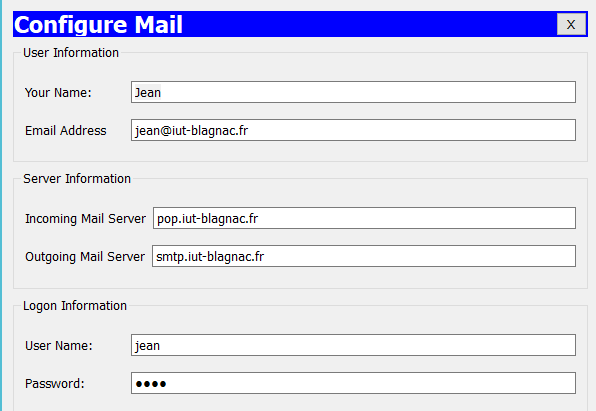 Configure Mail X
User Information
Your Name: Jean
Email Address jean@iut-blagnac.fr
Server Information
Incoming Mail Server pop.iut-blagnac.fr
Outgoing Mail Server smtp.iut-blagnac.fr
Logon Information
User Name: jean
Password: ●●●●